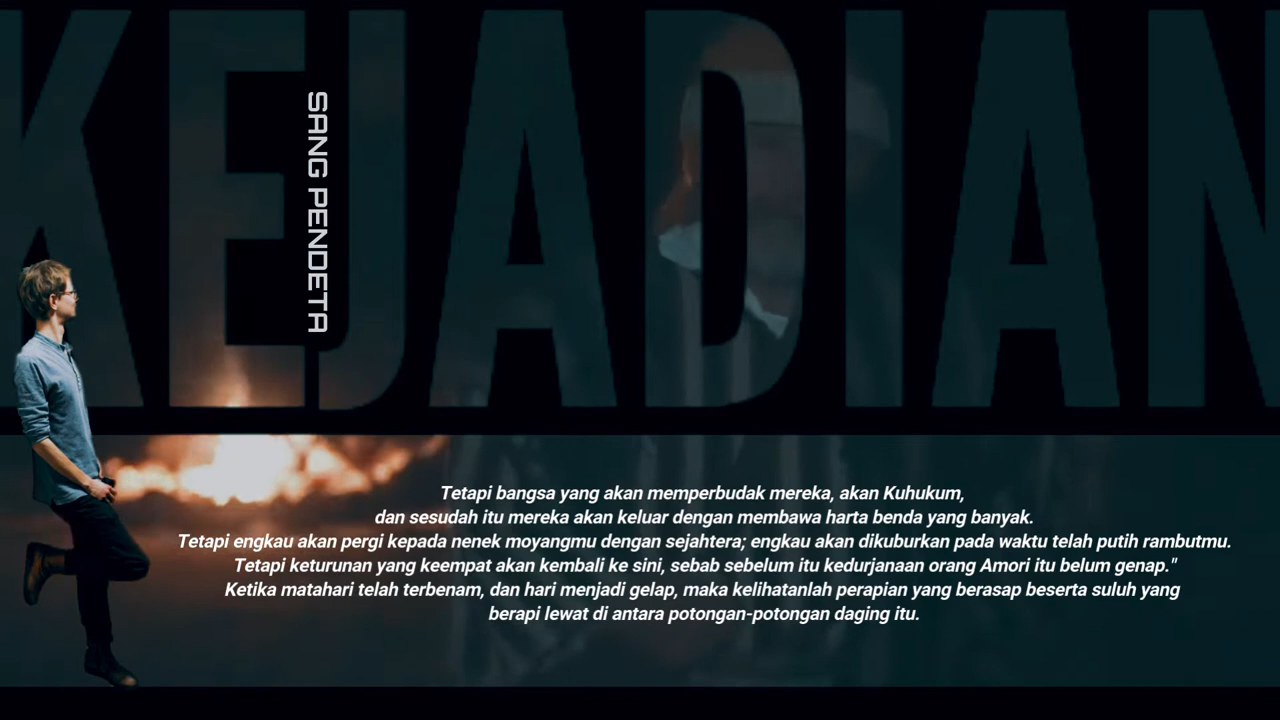 KEJADIAN
SANG PENDETA
Tetapi bangsa yang akan memperbudak mereka, akan Kuhukum,
dan sesudah itu mereka akan keluar dengan membawa harta benda yang banyak.
Tetapi engkau akan pergi kepada nenek moyangmu dengan sejahtera; engkau akan dikuburkan pada waktu telah putih rambutmu.
Tetapi keturunan yang keempat akan kembali ke sini, sebab sebelum itu kedurjanaan orang Amori itu belum genap."
Ketika matahari telah terbenam, dan hari menjadi gelap, maka kelihatanlah perapian yang berasap beserta suluh yang
berapi lewat di antara potongan-potongan daging itu.